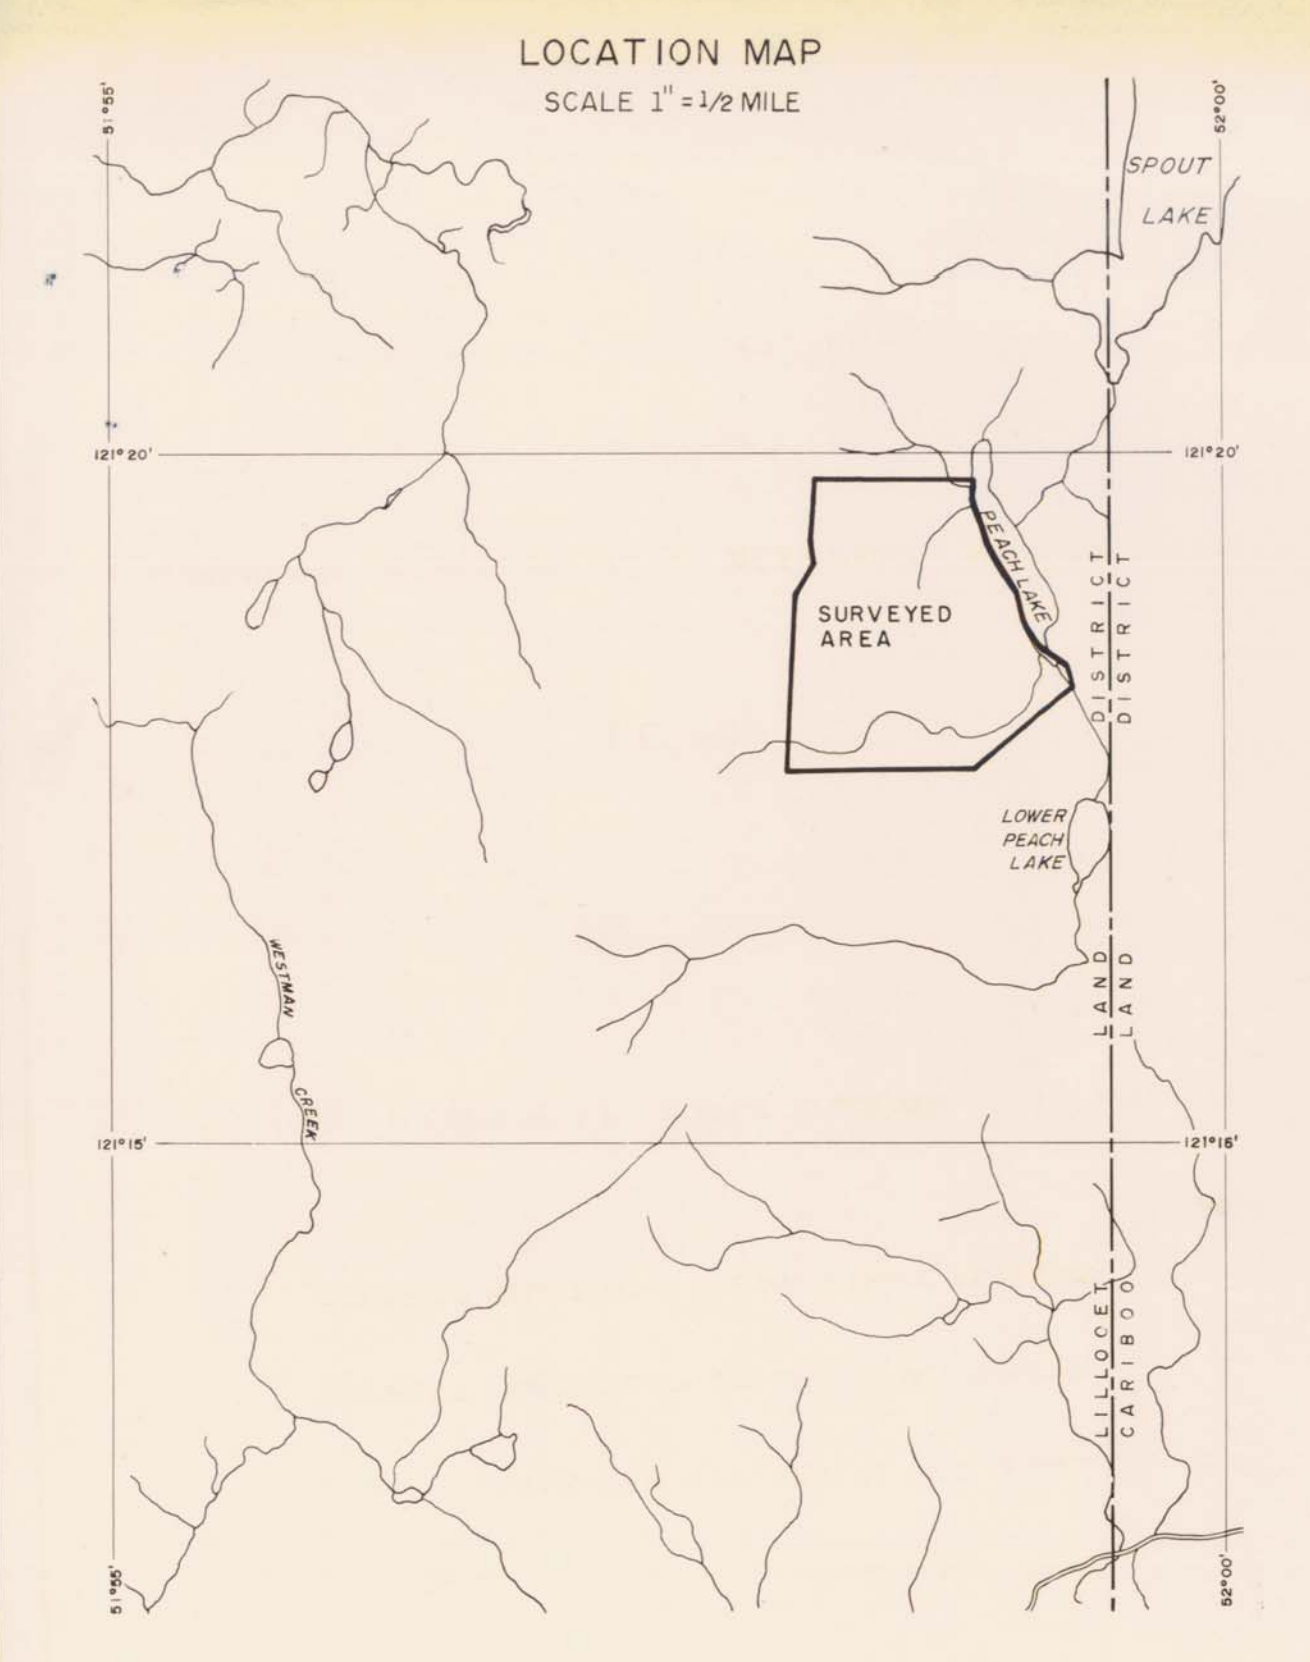 LOCATION MAP
SCALE 1" = 1/2 MILE
51°55'
52°00'
SPOUT
LAKE
121°20'
121°20'
PEACH LAKE
SURVEYED
AREA
DISTRICT
DISTRICT
LOWER
PEACH
LAKE
WESTMAN
CREEK
LAND
LAND
121°15'
121°15'
LILLOOET
CARIBOO
51°55'
52°00'